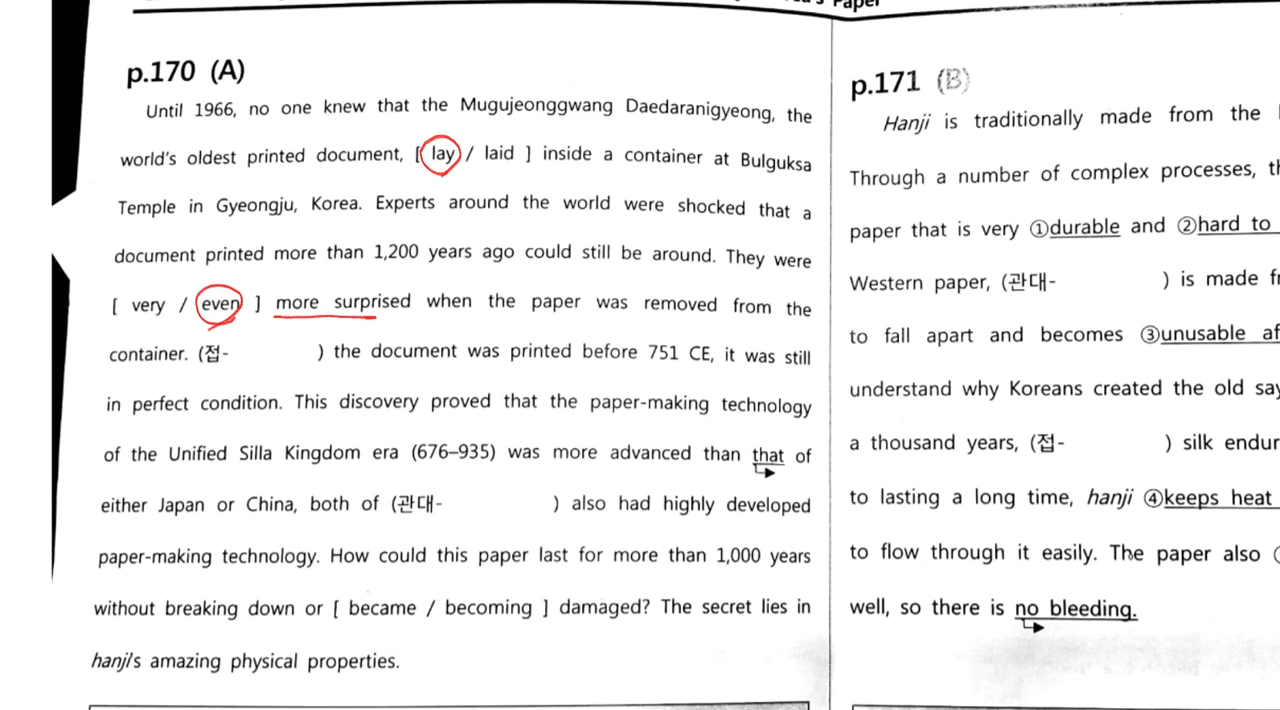 Paper
p.170 (A)
Until 1966, no one knew that the Mugujeonggwang Daedaranigyeong, the
world's oldest printed document, [ lay / laid ] inside a container at Bulguksa
Temple in Gyeongju, Korea. Experts around the world were shocked that a
document printed more than 1,200 years ago could still be around. They were
[ very / even ] more surprised when the paper was removed from the
container. (접- ) the document was printed before 751 CE, it was still
in perfect condition. This discovery proved that the paper-making technology
of the Unified Silla Kingdom era (676–935) was more advanced than that of
either Japan or China, both of (관대- ) also had highly developed
paper-making technology. How could this paper last for more than 1,000 years
without breaking down or [ became / becoming ] damaged? The secret lies in
hanji's amazing physical properties.
p.171 (B)
Hanji is traditionally made from the
Through a number of complex processes,
paper that is very ①durable and ②hard to
Western paper, (관대- ) is made
to fall apart and becomes ③unusable
understand why Koreans created the old
a thousand years, (접- ) silk
to lasting a long time, hanji ④keeps heat
to flow through it easily. The paper also
well, so there is no bleeding.